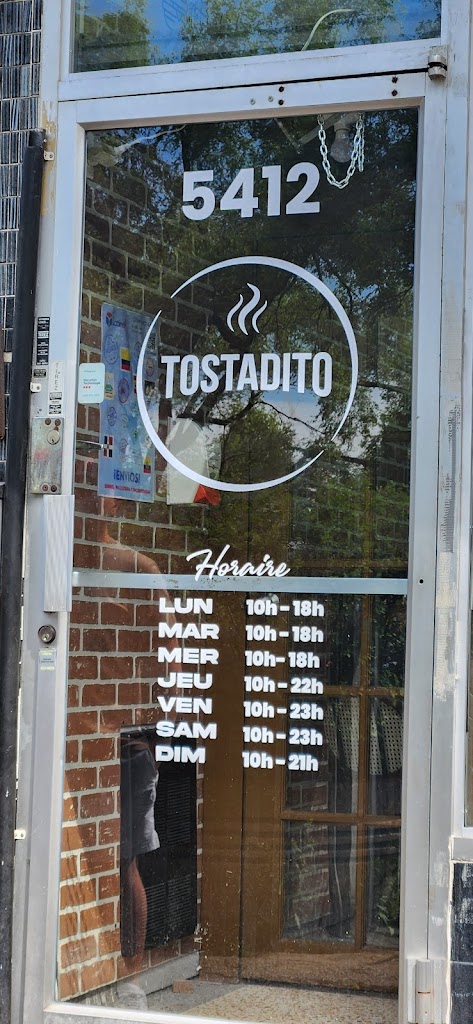 5412
TOSTADITO
¡ENVÍOS!
Horaire
LUN 10h - 18h
MAR 10h - 18h
MER 10h- 18h
JEU 10h - 22h
VEN 10h - 23h
SAM 10h - 23h
DIM 10h - 21h